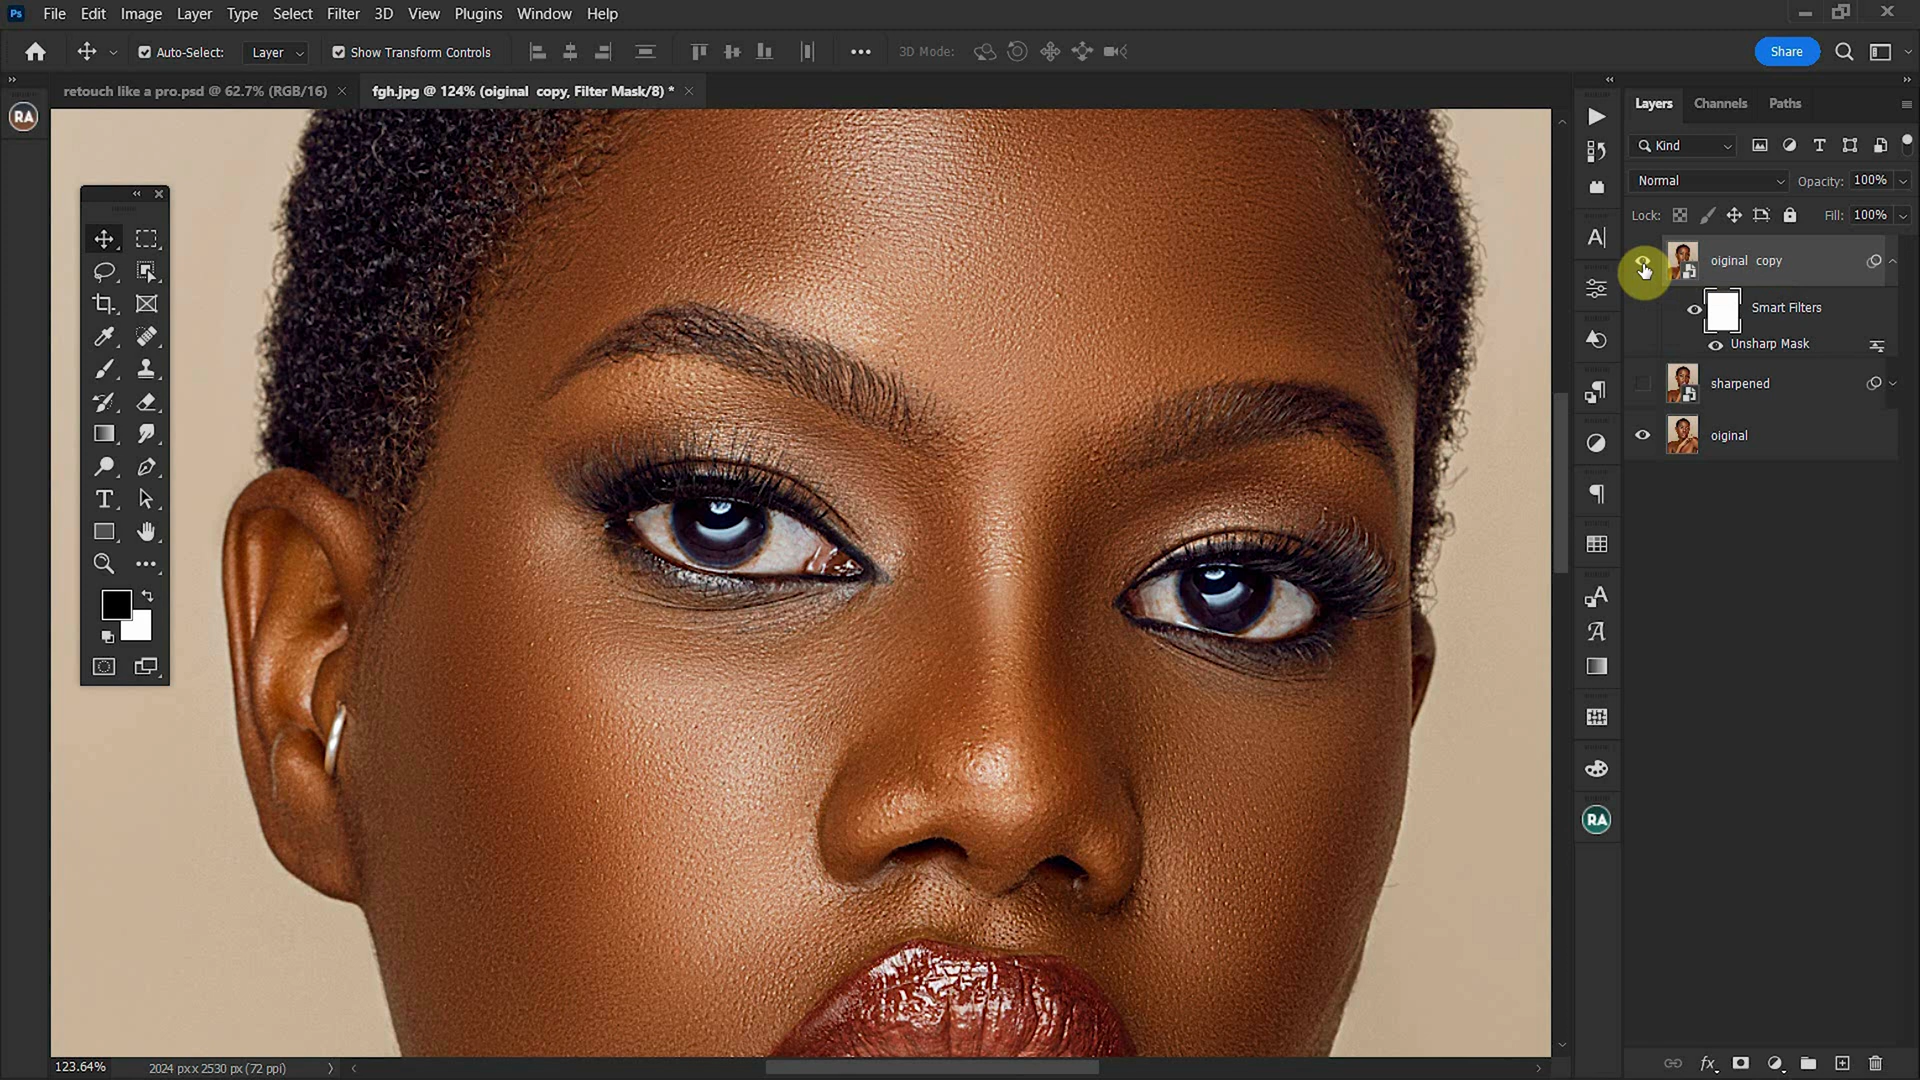 Ps File Edit Image Layer Type Select Filter 3D View Plugins Window Help
Auto-Select: Layer Show Transform Controls 3D Mode: Share
retouch like a pro.psd @ 62.7% (RGB/16) fgh.jpg @ 124% (oiginal copy, Filter Mask/8) *
RA
Layers Channels Paths
Kind
Normal Opacity: 100%
Lock: Fill: 100%
oiginal copy
Smart Filters
Unsharp Mask
sharpened
oiginal
RA
123.64% 2024 px x 2530 px (72 ppi)
fx